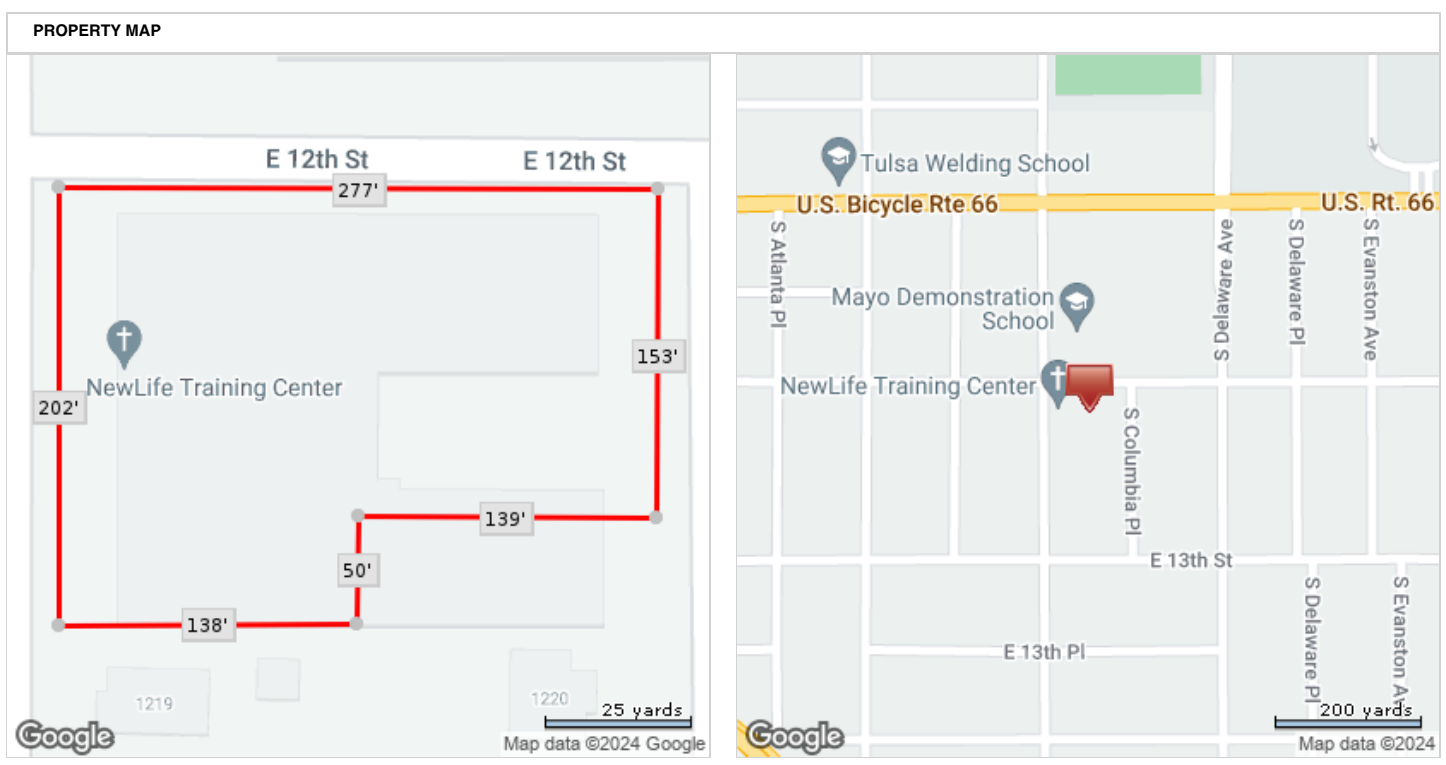 PROPERTY MAP
E 12th St
E 12th St
277'
153'
NewLife Training Center
202'
139'
50'
138'
1219
1220
25 yards
Google
Map data ©2024 Google
Tulsa Welding School
U.S. Bicycle Rte 66
U.S. Rt. 66
S Atlanta Pl
S Delaware Ave
S Delaware Pl
S Evanston Ave
Mayo Demonstration
School
NewLife Training Center
S Columbia Pl
E 13th St
S Delaware Pl
S Evanston Av
E 13th Pl
200 yards
Google
Map data ©2024